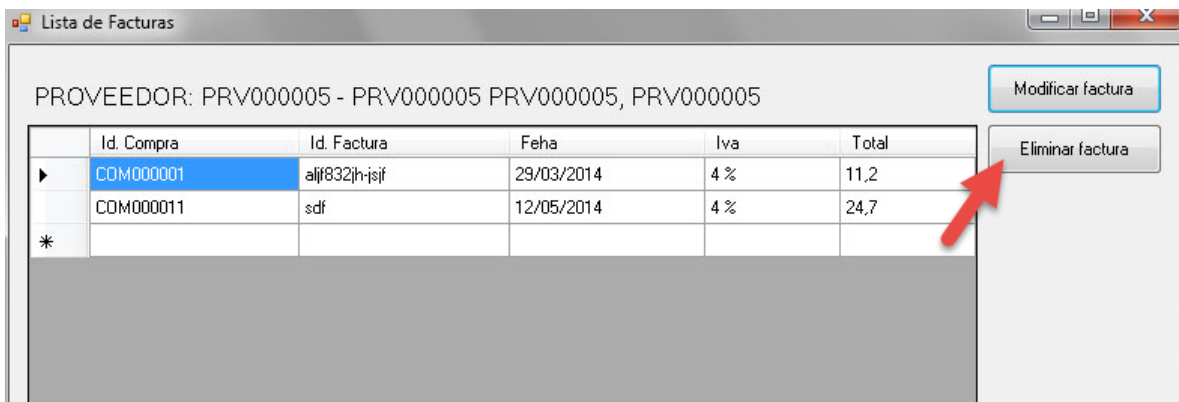 Lista de Facturas
PROVEEDOR: PRV000005 - PRV000005 PRV000005, PRV000005
Modificar factura
Eliminar factura
Id. Compra Id. Factura Feha Iva Total
COM000001 aljf832jh-jsjf 29/03/2014 4 % 11,2
COM000011 sdf 12/05/2014 4 % 24,7